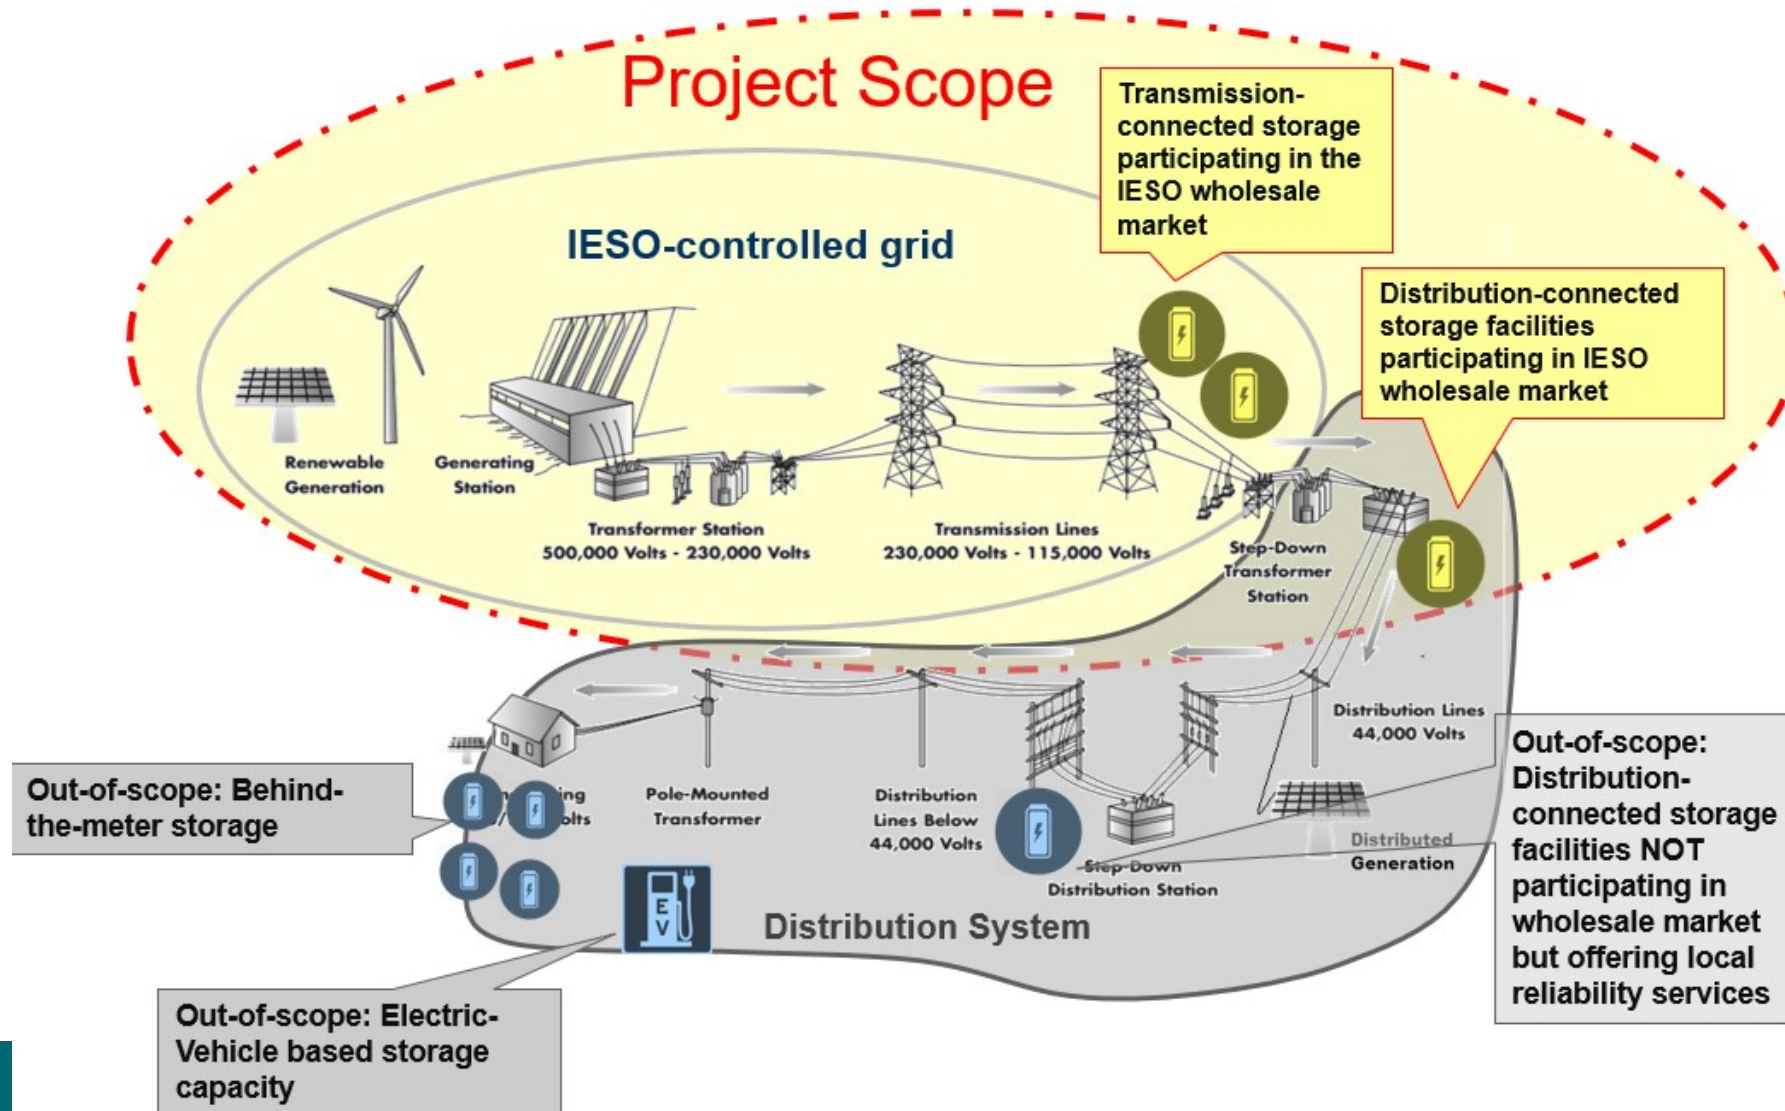 Project Scope
Transmission-
connected storage
participating in the
IESO wholesale
market
IESO-controlled grid
Distribution-connected
storage facilities
participating in IESO
wholesale market
Renewable
Generation
Generating
Station
Transformer Station
500,000 Volts - 230,000 Volts
Transmission Lines
230,000 Volts - 115,000 Volts
Step-Down
Transformer
Station
Distribution Lines
44,000 Volts
Out-of-scope: Behind-
the-meter storage
Pole-Mounted
Transformer
Distribution
Lines Below
44,000 Volts
Step-Down
Distribution Station
Distributed
Generation
Out-of-scope:
Distribution-
connected storage
facilities NOT
participating in
wholesale market
but offering local
reliability services
E
V
Distribution System
Out-of-scope: Electric-
Vehicle based storage
capacity